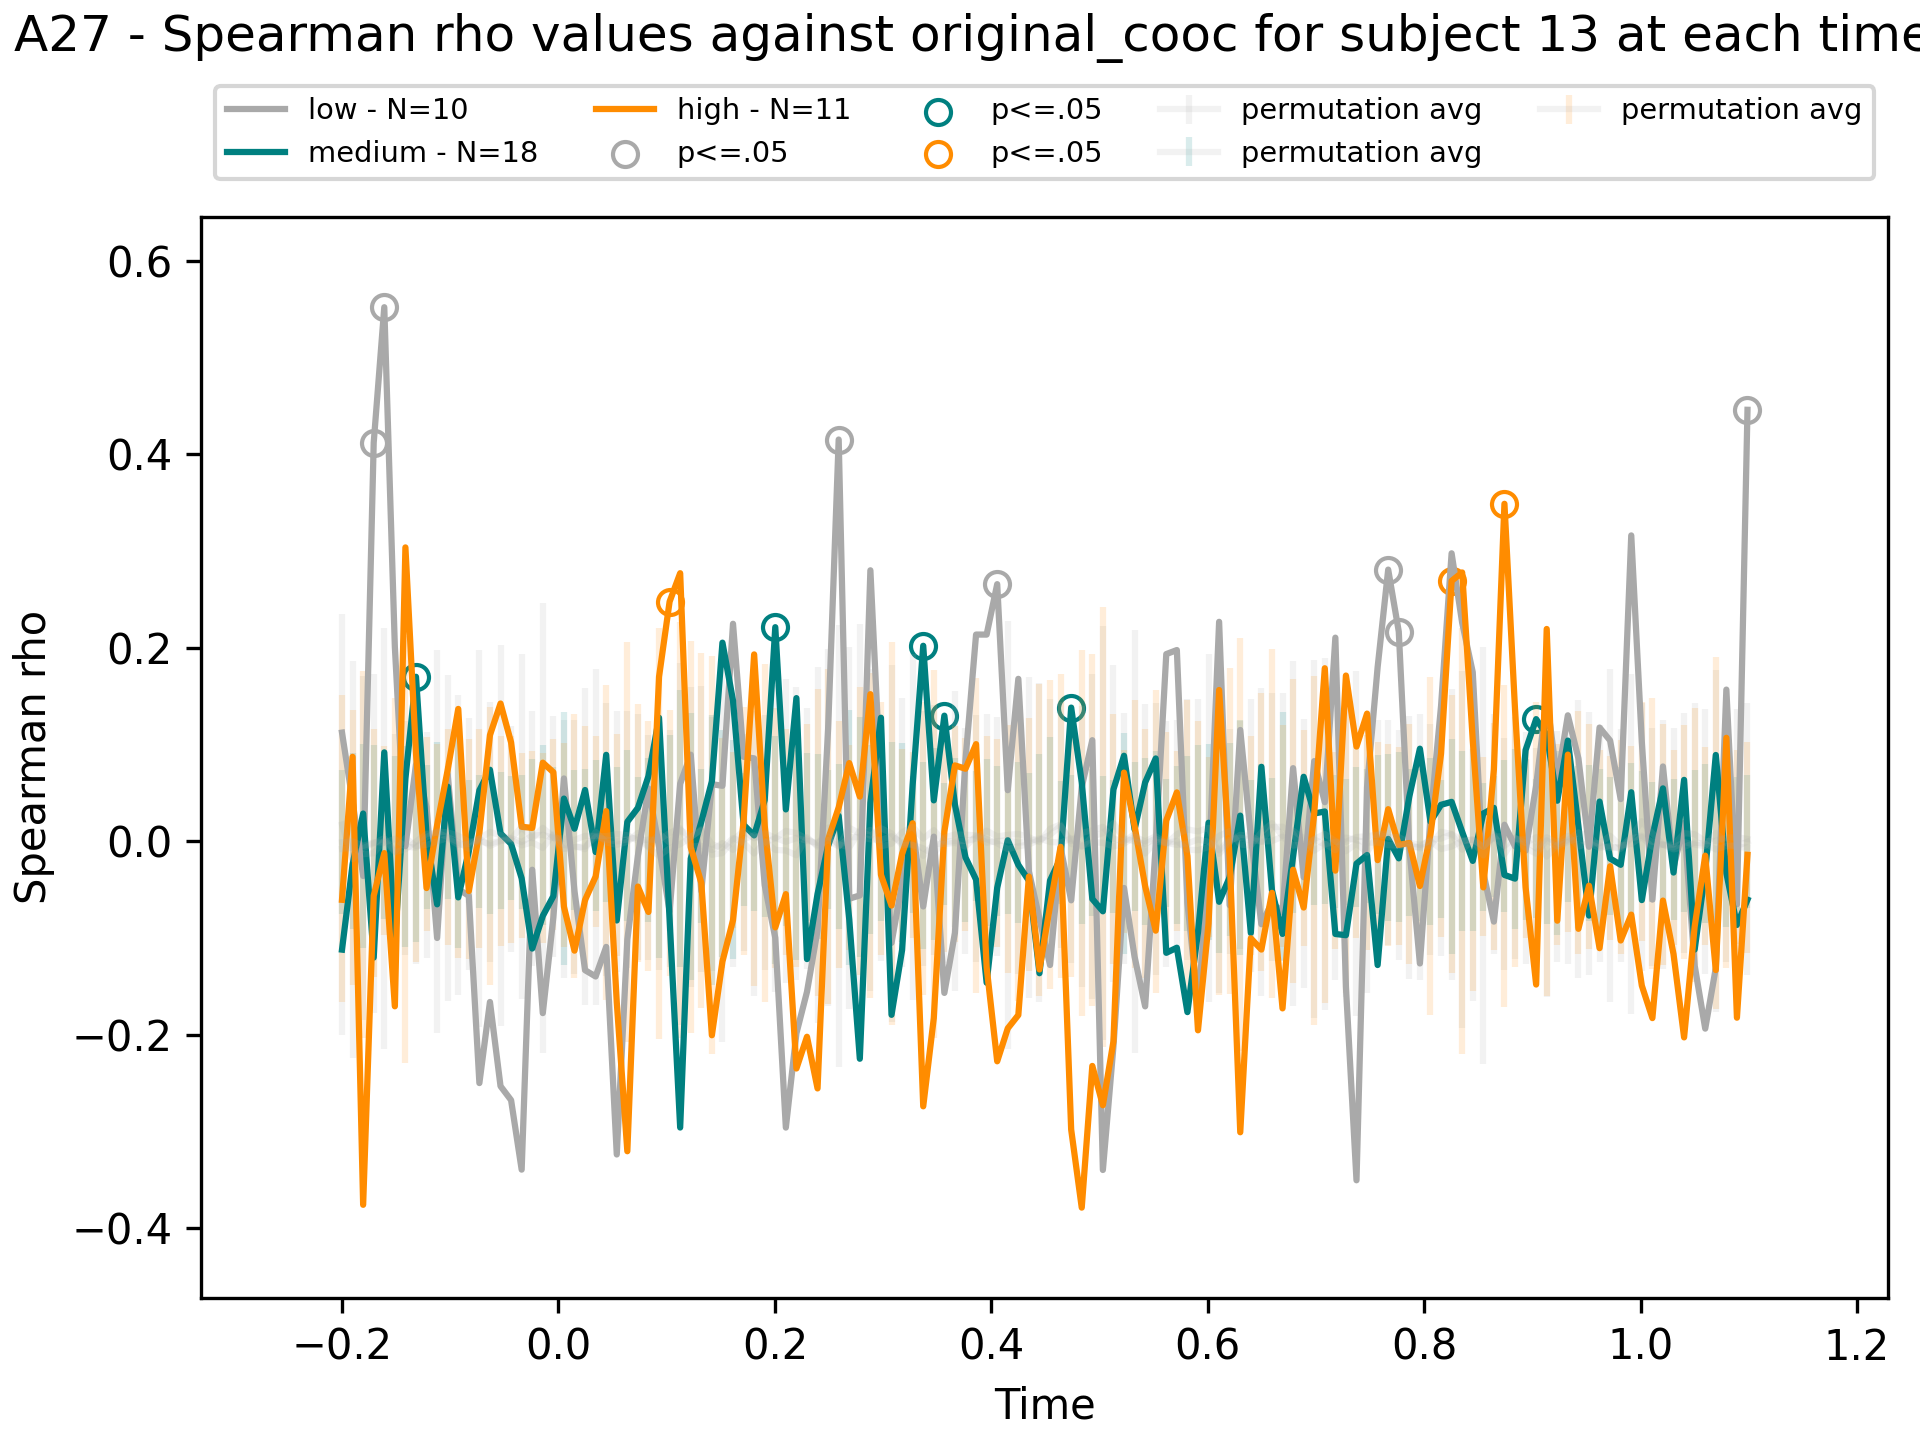 A27 - Spearman rho values against original_cooc for subject 13 at each time
low - N=10
medium - N=18
high - N=11
p<=.05
p<=.05
p<=.05
permutation avg
permutation avg
permutation avg
Spearman rho
0.6
0.4
0.2
0.0
−0.2
−0.4
−0.2 0.0 0.2 0.4 0.6 0.8 1.0 1.2
Time